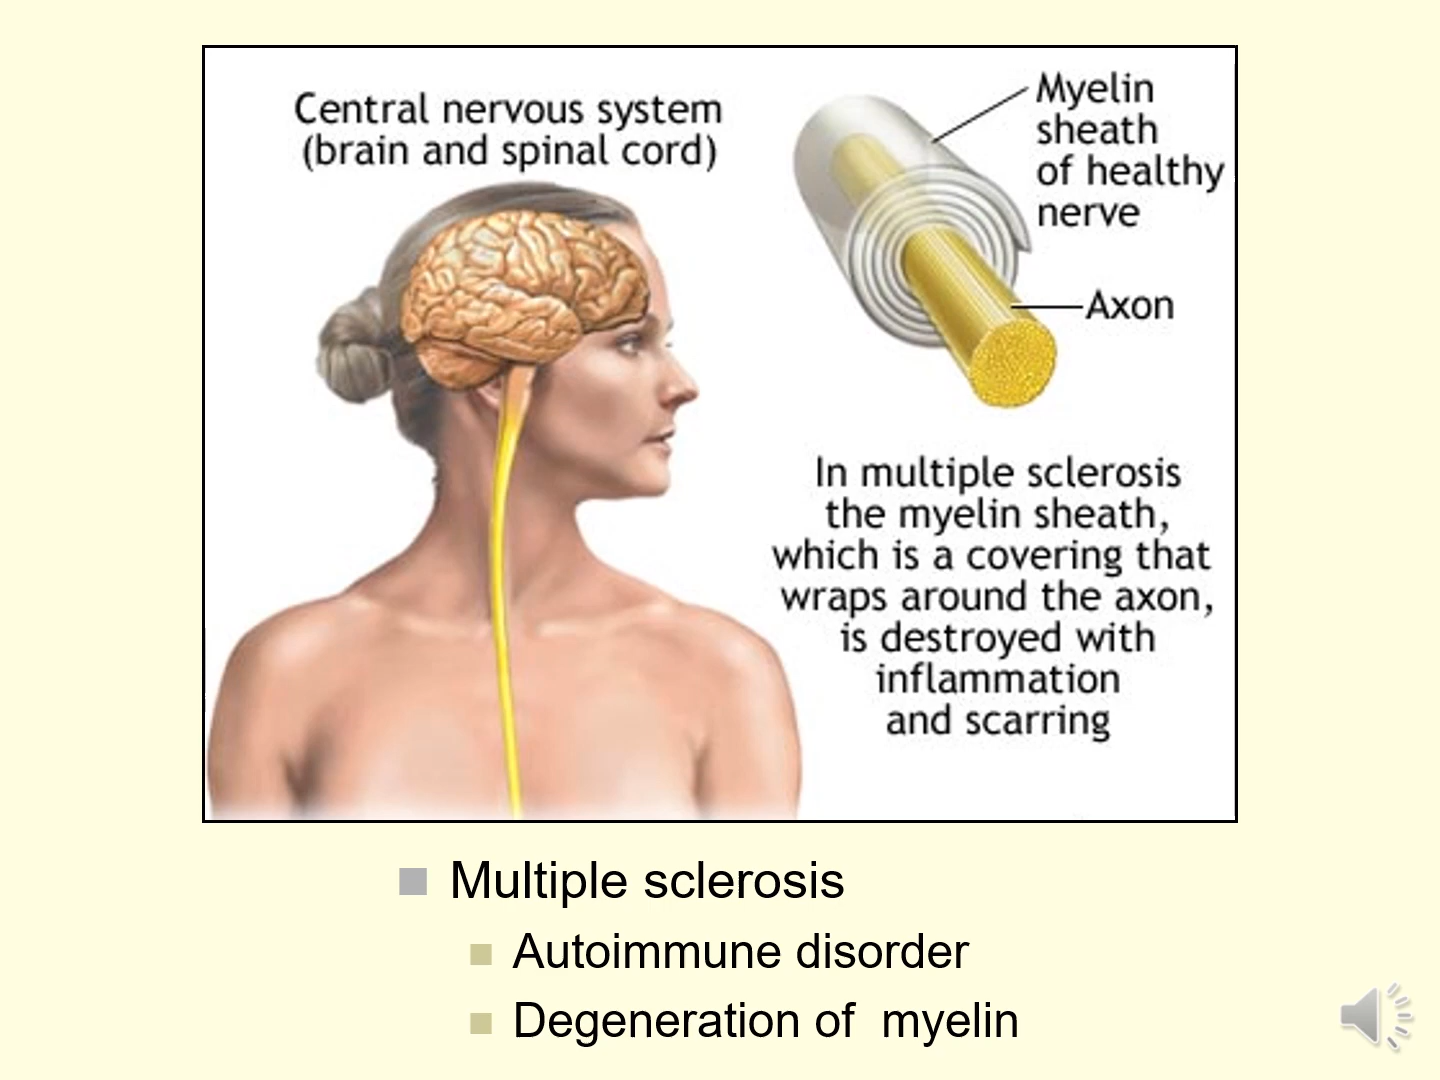 Central nervous system
(brain and spinal cord)
Myelin
sheath
of healthy
nerve
Axon
In multiple sclerosis
the myelin sheath,
which is a covering that
wraps around the axon,
is destroyed with
inflammation
and scarring
Multiple sclerosis
Autoimmune disorder
Degeneration of  myelin